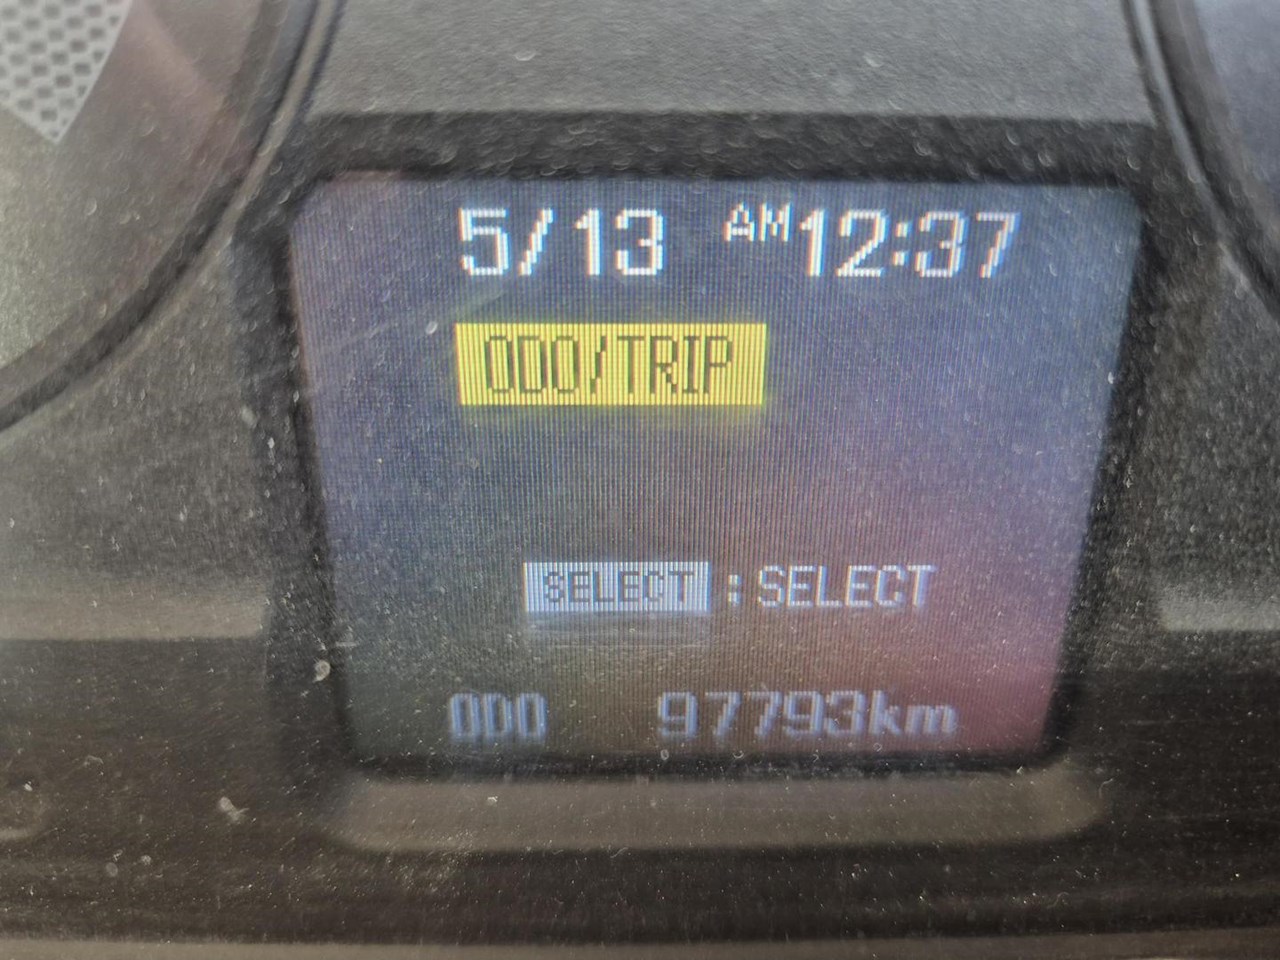 5/13 AM12:37
ODO/TRIP
SELECT : SELECT
ODO 97793km